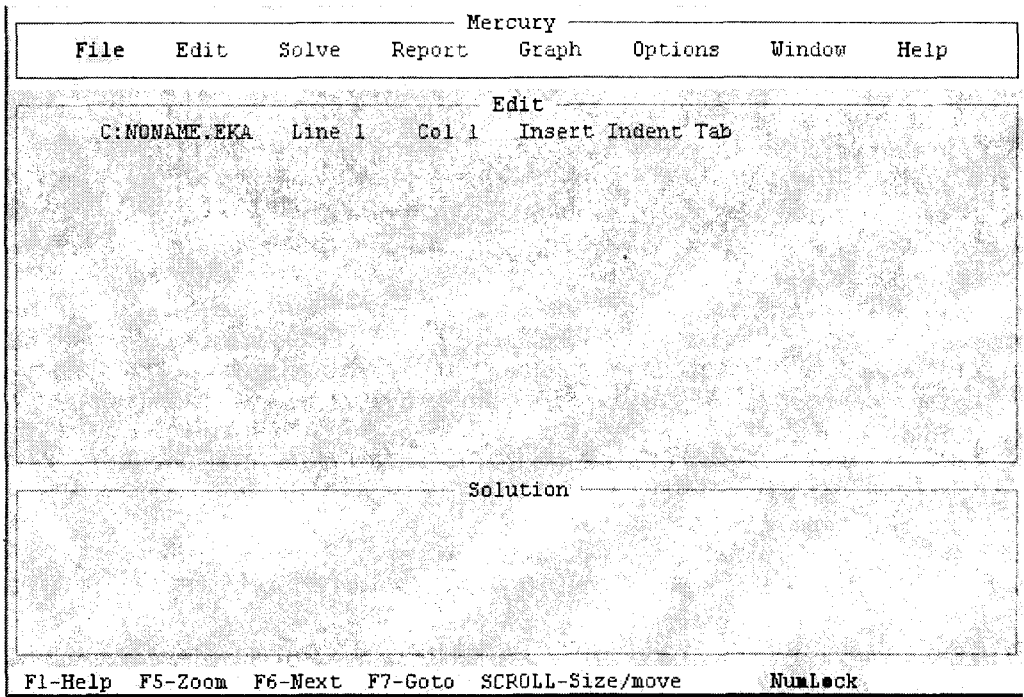 Mercury
File Edit Solve Report Graph Options Window Help
Edit
C:NONAME.EKA Line 1 Col 1 Insert Indent Tab
Solution
F1-Help F5-Zoom F6-Next F7-Goto SCROLL-Size/move NumLock